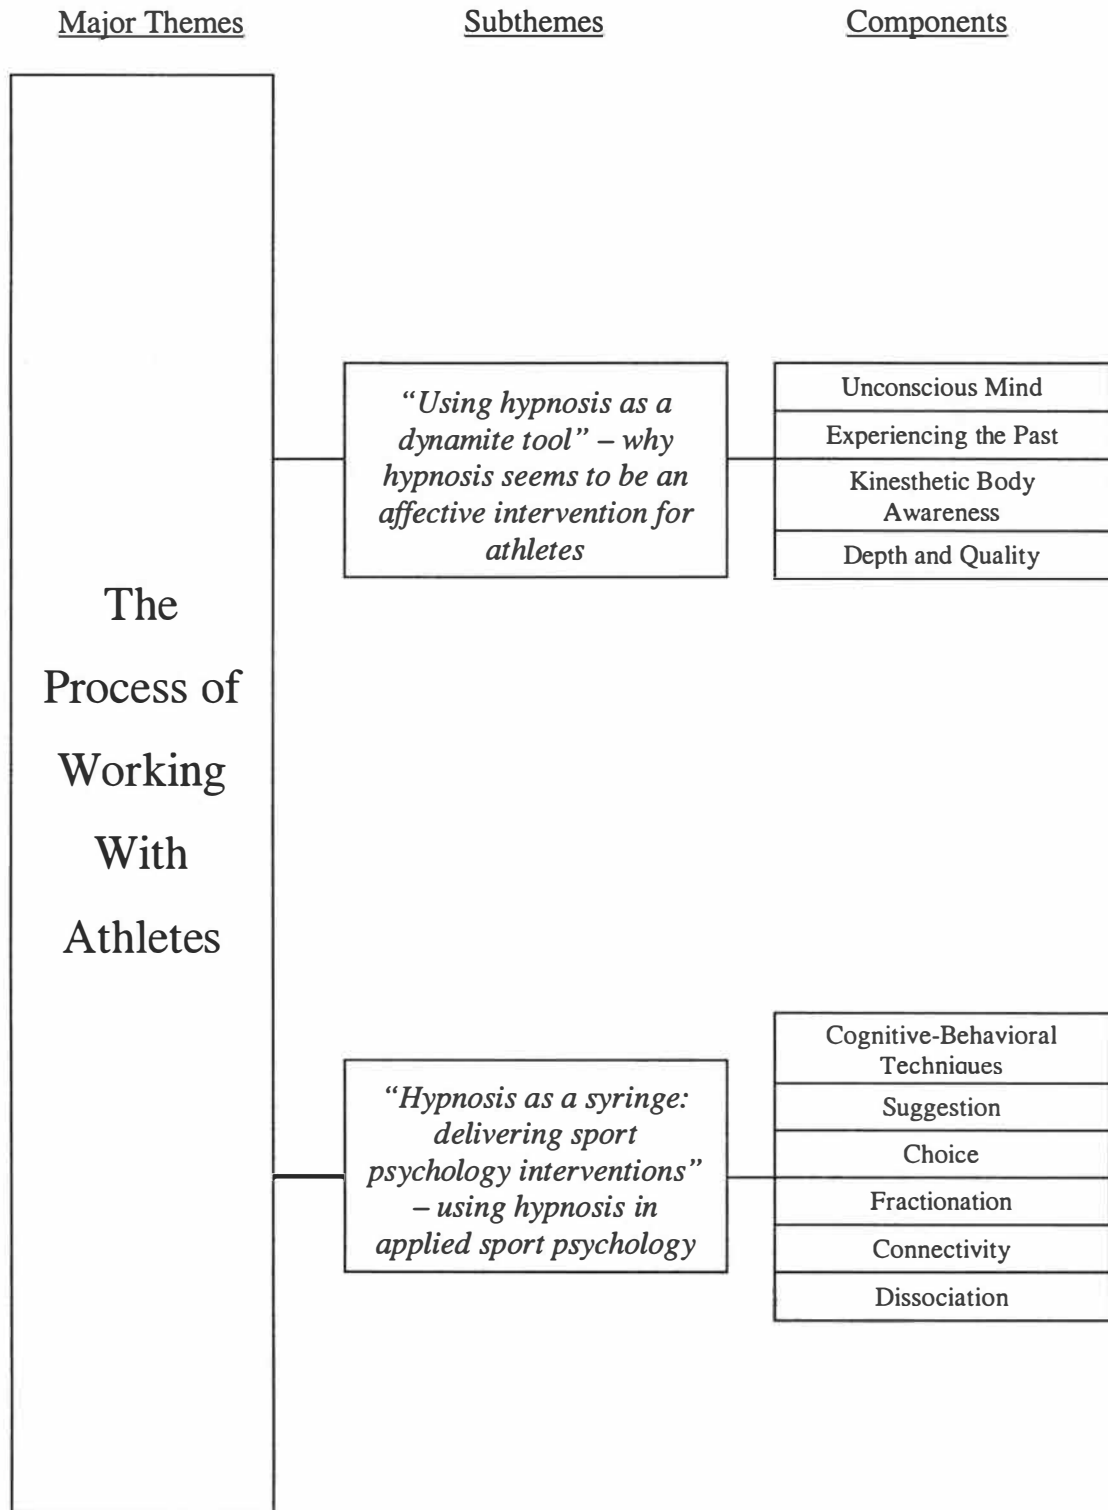 Major Themes
Subthemes
Components
The
Process of
Working
With
Athletes
“Using hypnosis as a
dynamite tool” – why
hypnosis seems to be an
affective intervention for
athletes
Unconscious Mind
Experiencing the Past
Kinesthetic Body
Awareness
Depth and Quality
“Hypnosis as a syringe:
delivering sport
psychology interventions”
– using hypnosis in
applied sport psychology
Cognitive-Behavioral
Techniques
Suggestion
Choice
Fractionation
Connectivity
Dissociation